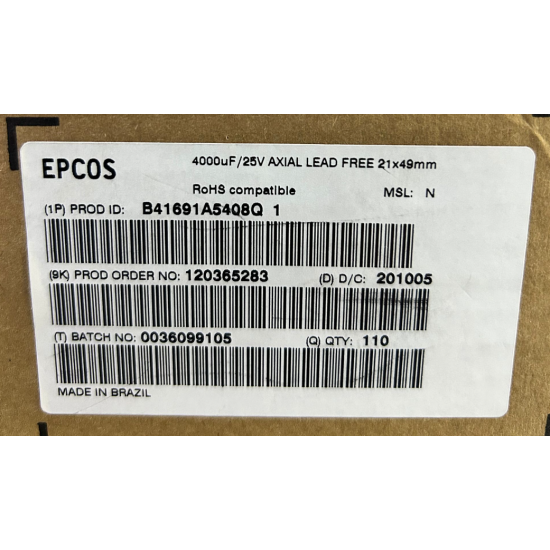 EPCOS
4000uF/25V AXIAL LEAD FREE 21x49mm
RoHS compatible MSL: N
(1P) PROD ID: B41691A5408Q 1
(9K) PROD ORDER NO: 120365283 (D) D/C: 201005
(T) BATCH NO: 0036099105 (Q) QTY: 110
MADE IN BRAZIL